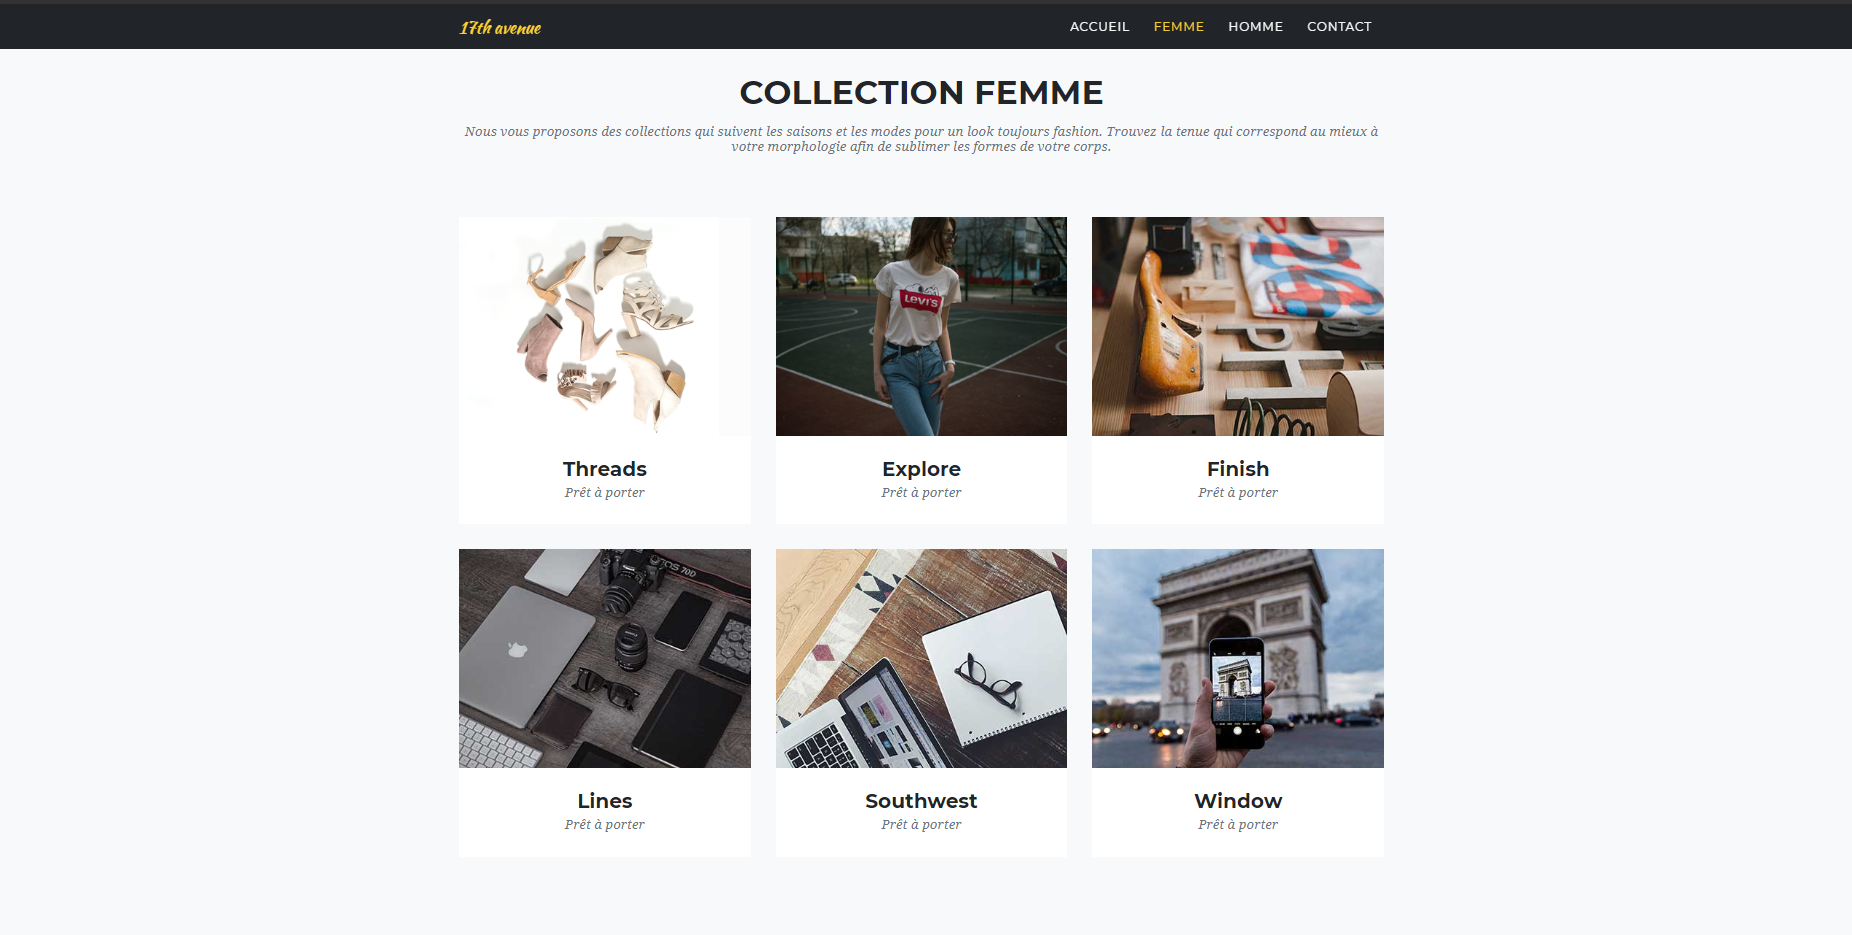 17th avenue
ACCUEIL FEMME HOMME CONTACT
COLLECTION FEMME
Nous vous proposons des collections qui suivent les saisons et les modes pour un look toujours fashion. Trouvez la tenue qui correspond au mieux à
votre morphologie afin de sublimer les formes de votre corps.
Levi's
PH
Threads
Prêt à porter
Explore
Prêt à porter
Finish
Prêt à porter
EOS 70D
Lines
Prêt à porter
Southwest
Prêt à porter
Window
Prêt à porter